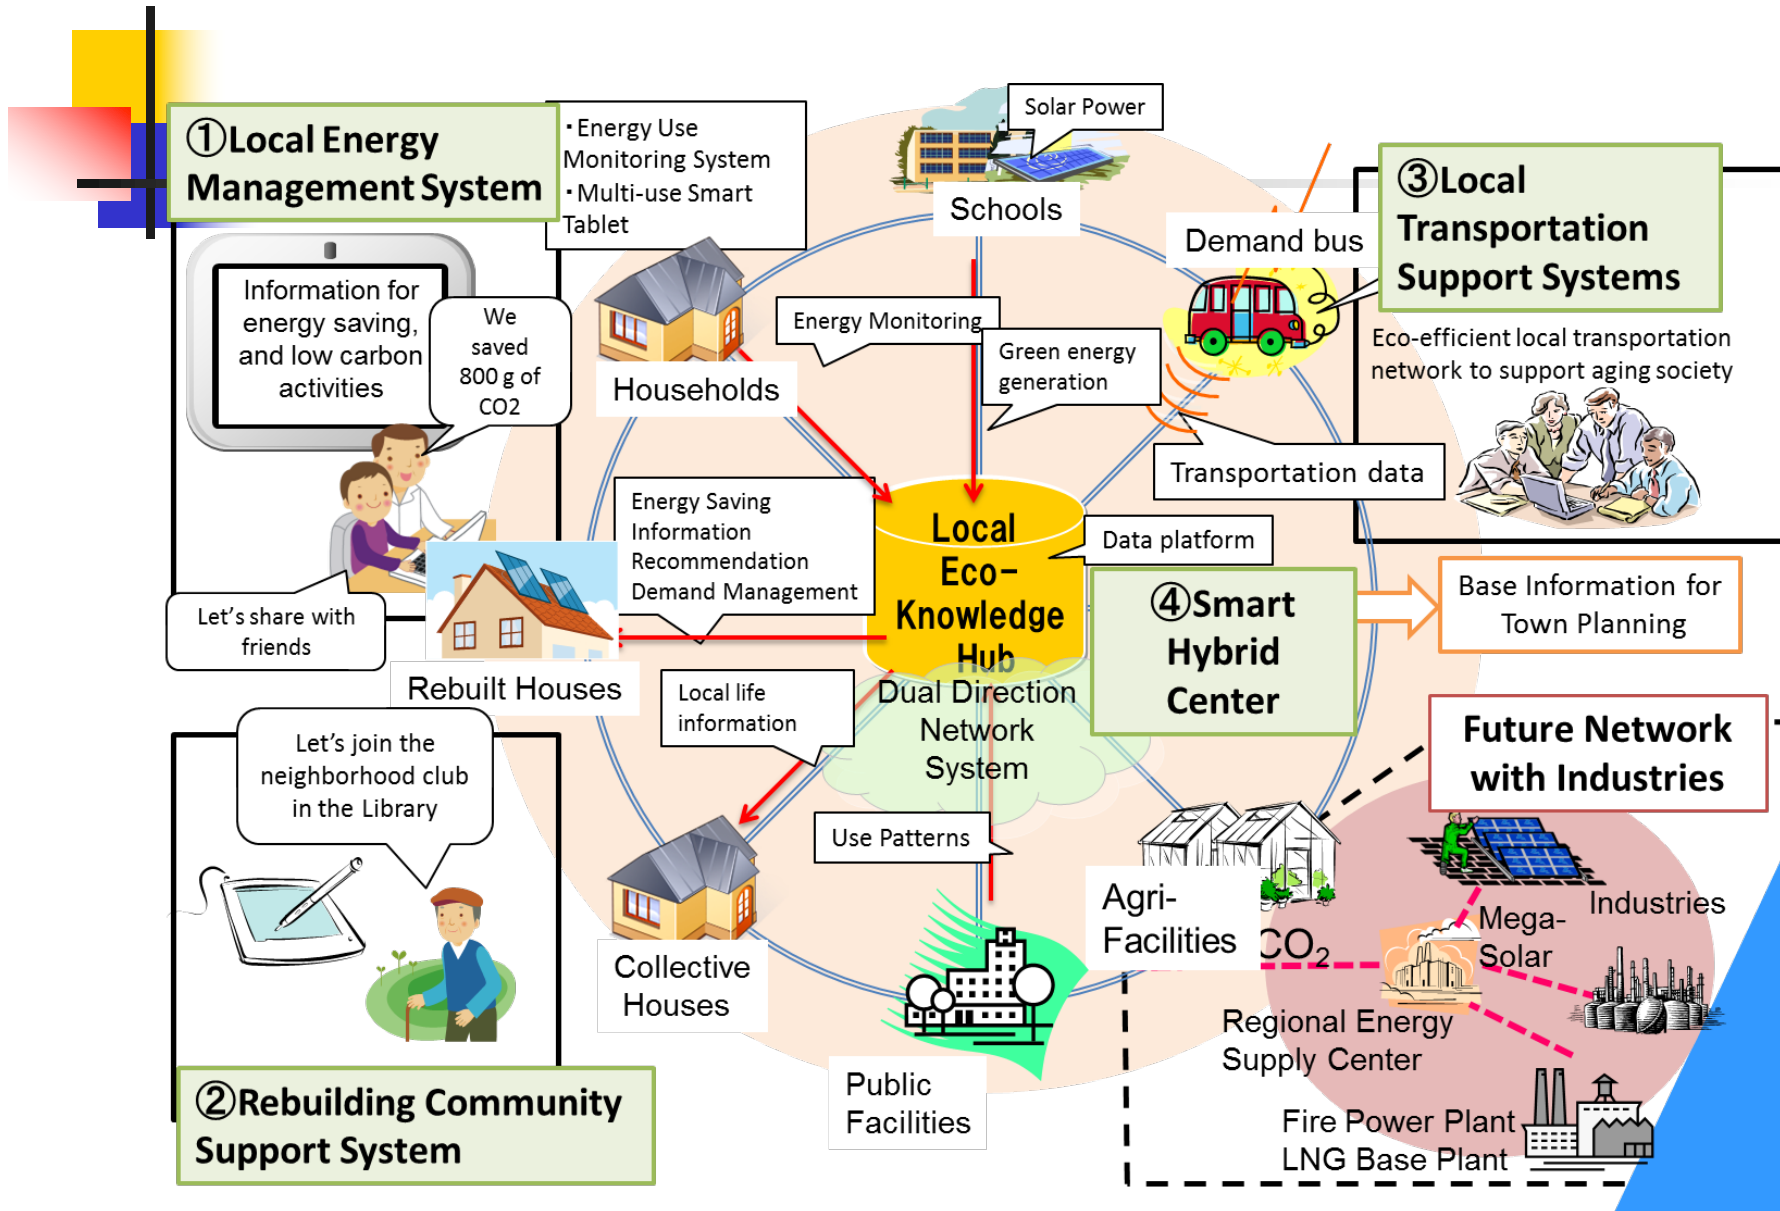 ①Local Energy
Management System
・Energy Use
Monitoring System
・Multi-use Smart
Tablet
Solar Power
Schools
Demand bus
③Local
Transportation
Support Systems
Eco-efficient local transportation
network to support aging society
Information for
energy saving,
and low carbon
activities
We
saved
800 g of
CO2
Let's share with
friends
Households
Energy Monitoring
Green energy
generation
Transportation data
Energy Saving
Information
Recommendation
Demand Management
Local
Eco-
Knowledge
Hub
Data platform
④Smart
Hybrid
Center
Base Information for
Town Planning
Rebuilt Houses
Local life
information
Dual Direction
Network
System
Future Network
with Industries
Let's join the
neighborhood club
in the Library
Use Patterns
Agri-
Facilities
CO2
Mega-
Solar
Industries
Collective
Houses
Regional Energy
Supply Center
Public
Facilities
Fire Power Plant
LNG Base Plant
②Rebuilding Community
Support System